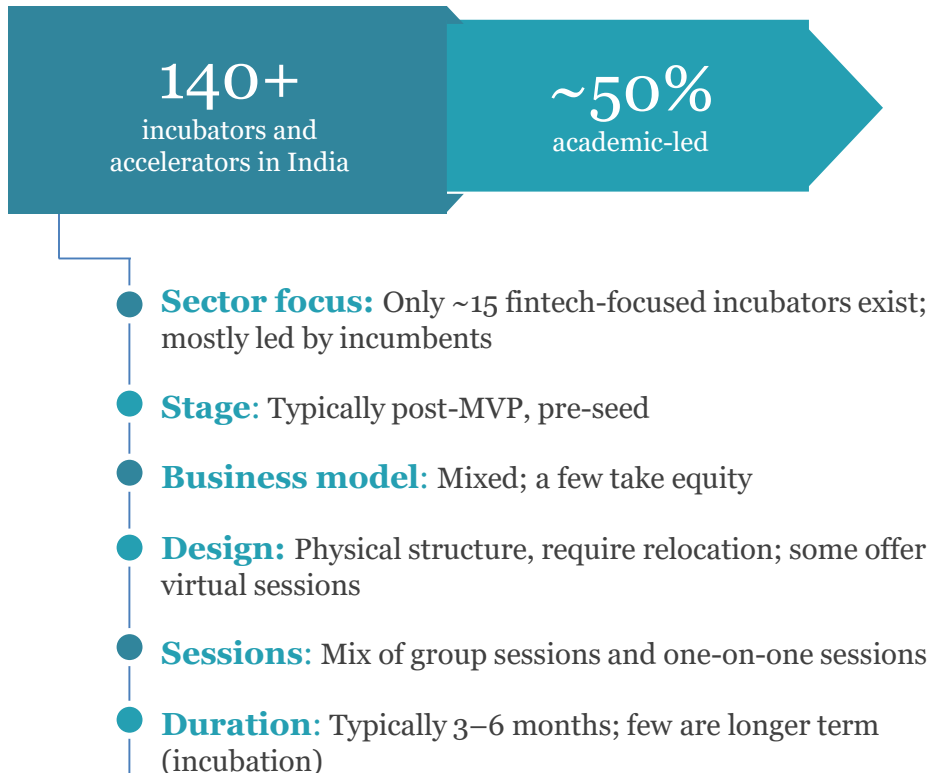 140+
incubators and
accelerators in India
~50%
academic-led
Sector focus: Only ~15 fintech-focused incubators exist;
mostly led by incumbents
Stage: Typically post-MVP, pre-seed
Business model: Mixed; a few take equity
Design: Physical structure, require relocation; some offer
virtual sessions
Sessions: Mix of group sessions and one-on-one sessions
Duration: Typically 3–6 months; few are longer term
(incubation)